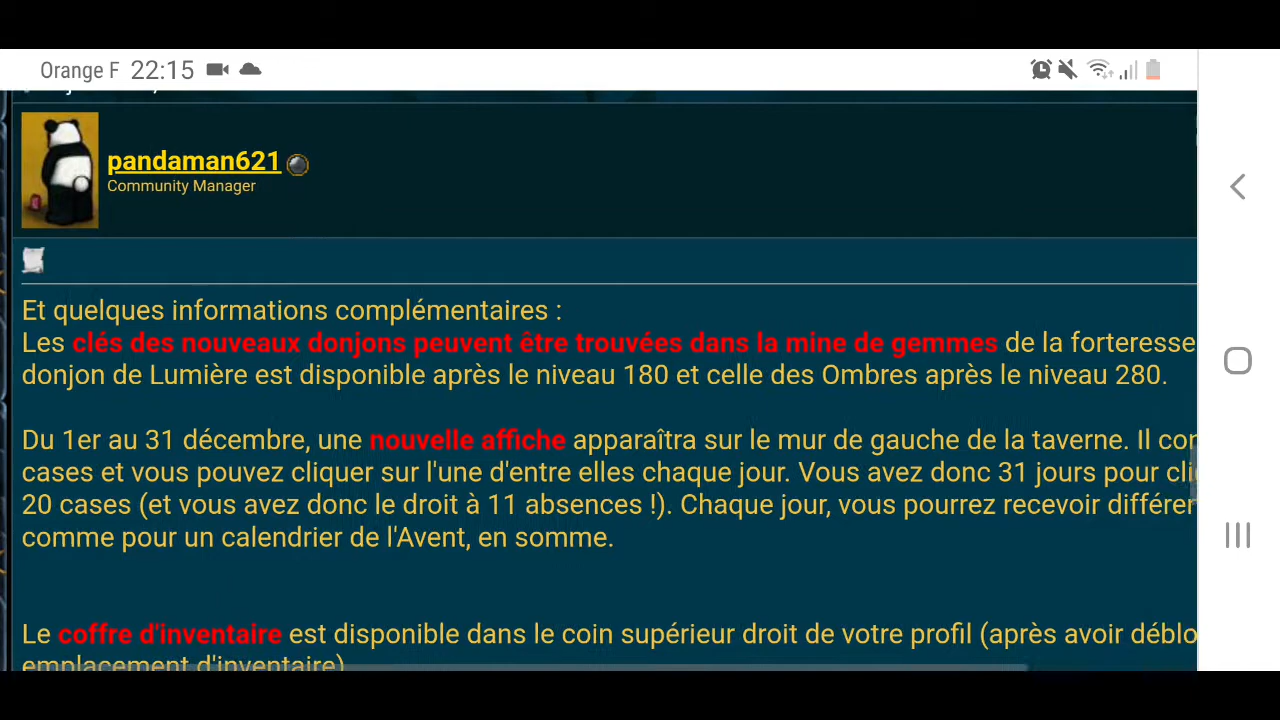 Orange F 22:15
pandaman621
Community Manager
Et quelques informations complémentaires :
Les clés des nouveaux donjons peuvent être trouvées dans la mine de gemmes de la forteresse
donjon de Lumière est disponible après le niveau 180 et celle des Ombres après le niveau 280.
Du 1er au 31 décembre, une nouvelle affiche apparaîtra sur le mur de gauche de la taverne. Il
cases et vous pouvez cliquer sur l'une d'entre elles chaque jour. Vous avez donc 31 jours pour
20 cases (et vous avez donc le droit à 11 absences !). Chaque jour, vous pourrez recevoir
comme pour un calendrier de l'Avent, en somme.
Le coffre d'inventaire est disponible dans le coin supérieur droit de votre profil (après avoir
emplacement d'inventaire)